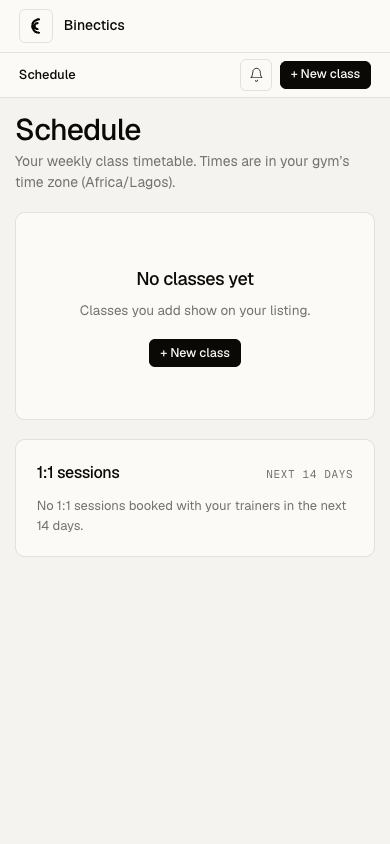 Binectics
Schedule
+ New class
Schedule
Your weekly class timetable. Times are in your gym's
time zone (Africa/Lagos).
No classes yet
Classes you add show on your listing.
+ New class
1:1 sessions
NEXT 14 DAYS
No 1:1 sessions booked with your trainers in the next
14 days.